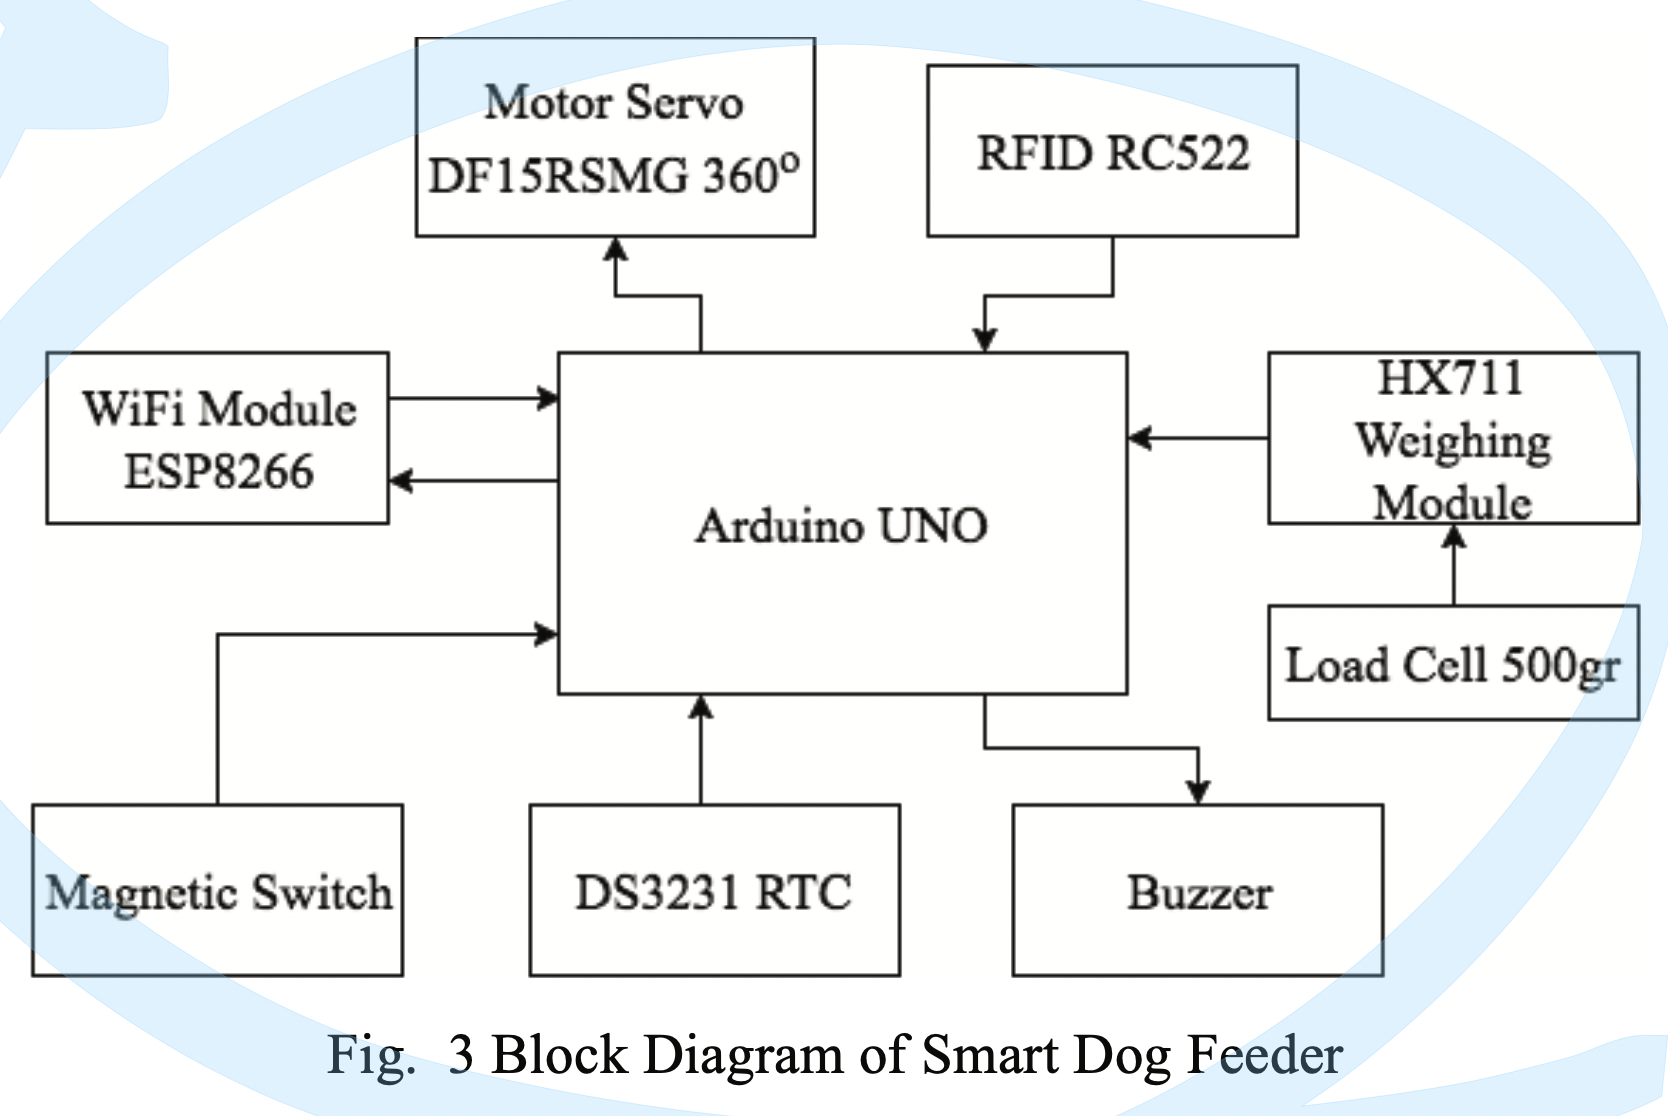 Motor Servo
DF15RSMG 360⁰
RFID RC522
WiFi Module
ESP8266
Arduino UNO
HX711
Weighing
Module
Load Cell 500gr
Magnetic Switch
DS3231 RTC
Buzzer
Fig.  3 Block Diagram of Smart Dog Feeder